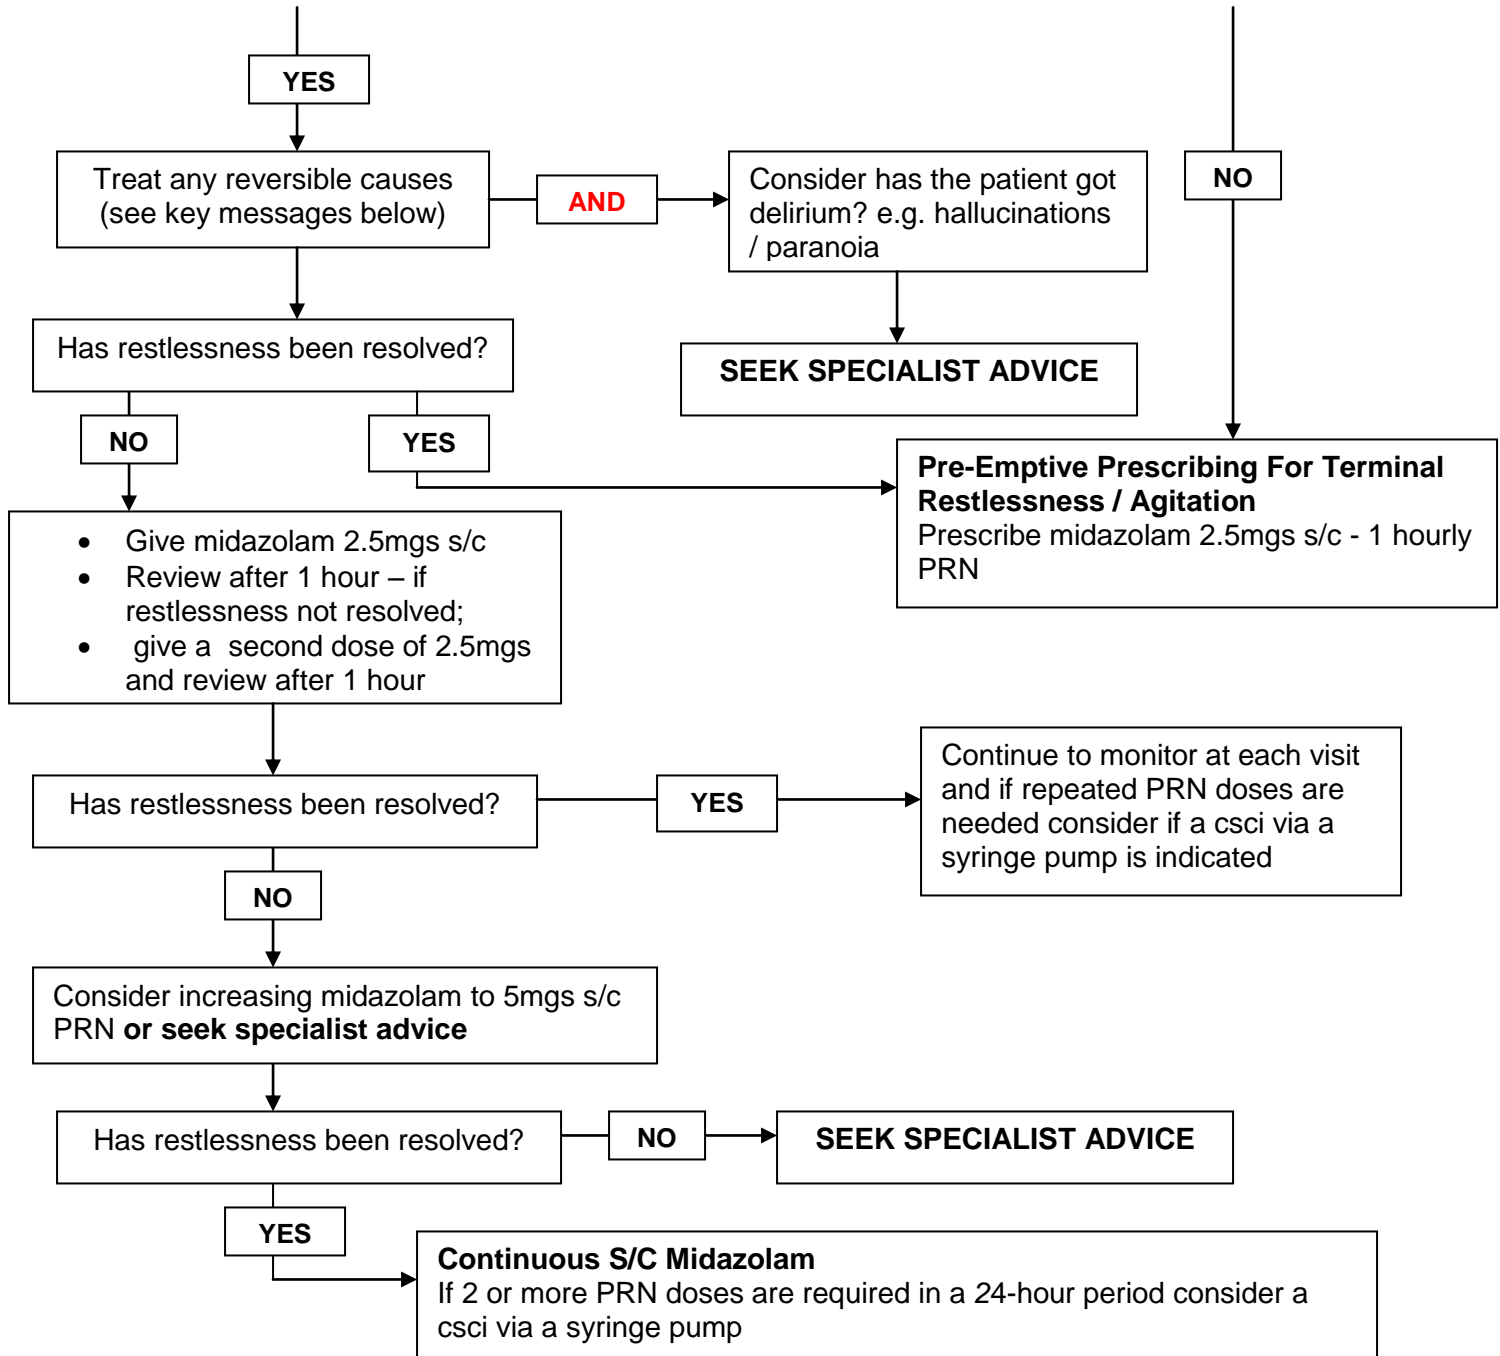 YES
NO
Treat any reversible causes
(see key messages below)
AND
Consider has the patient got
delirium? e.g. hallucinations
/ paranoia
Has restlessness been resolved?
SEEK SPECIALIST ADVICE
NO
YES
Pre-Emptive Prescribing For Terminal
Restlessness / Agitation
Prescribe midazolam 2.5mgs s/c - 1 hourly
PRN
• Give midazolam 2.5mgs s/c
• Review after 1 hour – if
restlessness not resolved;
• give a second dose of 2.5mgs
and review after 1 hour
Has restlessness been resolved?
YES
Continue to monitor at each visit
and if repeated PRN doses are
needed consider if a csci via a
syringe pump is indicated
NO
Consider increasing midazolam to 5mgs s/c
PRN or seek specialist advice
Has restlessness been resolved?
NO
SEEK SPECIALIST ADVICE
YES
Continuous S/C Midazolam
If 2 or more PRN doses are required in a 24-hour period consider a
csci via a syringe pump